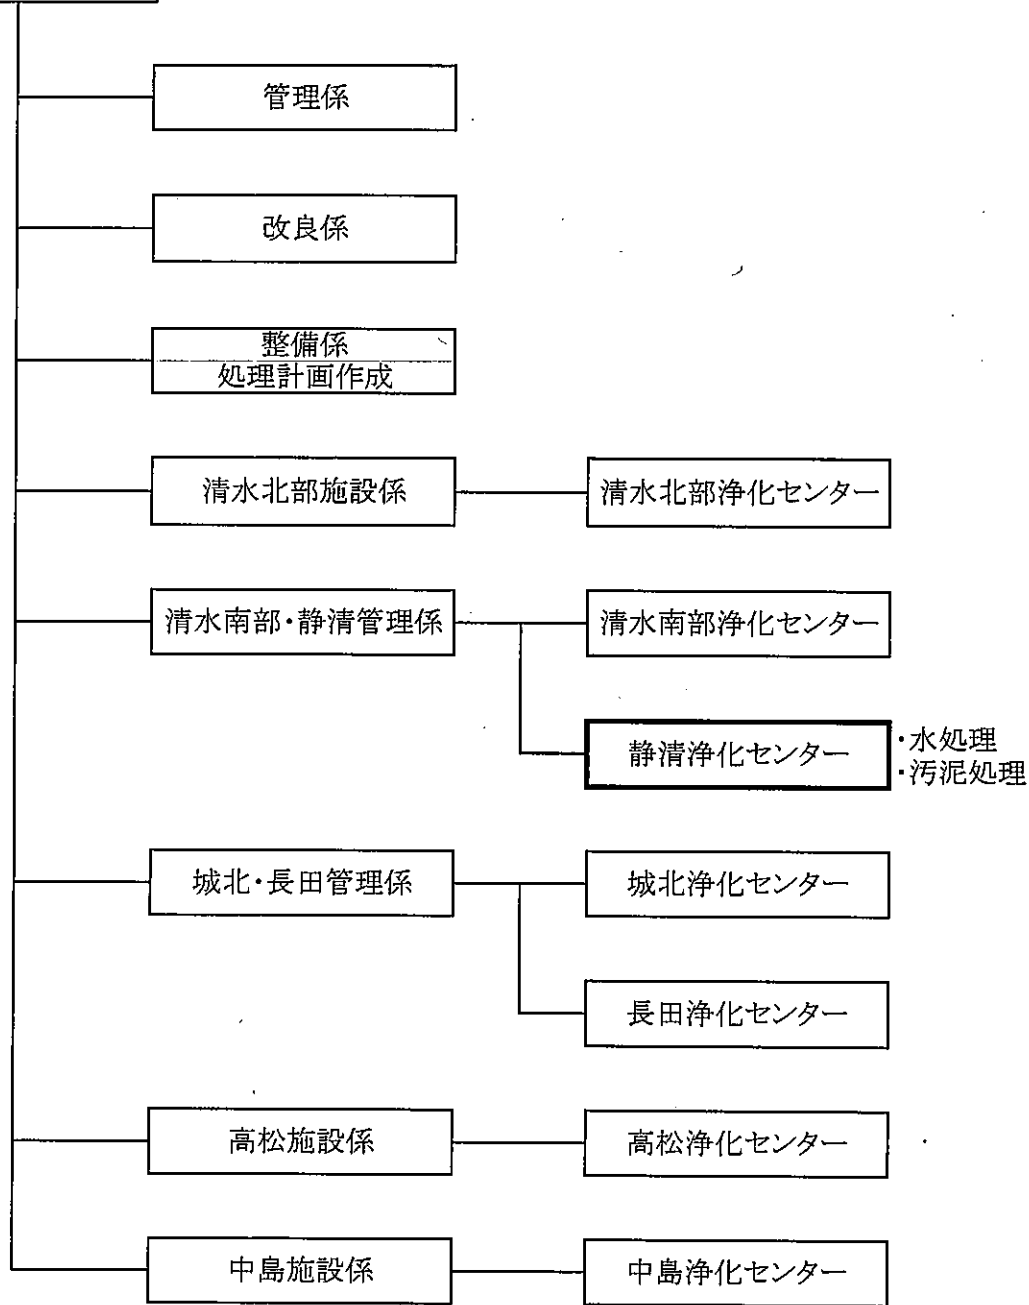 管理係
改良係
整備係
処理計画作成
清水北部施設係
清水北部浄化センター
清水南部・静清管理係
清水南部浄化センター
静清浄化センター
・水処理
・汚泥処理
城北・長田管理係
城北浄化センター
長田浄化センター
高松施設係
高松浄化センター
中島施設係
中島浄化センター